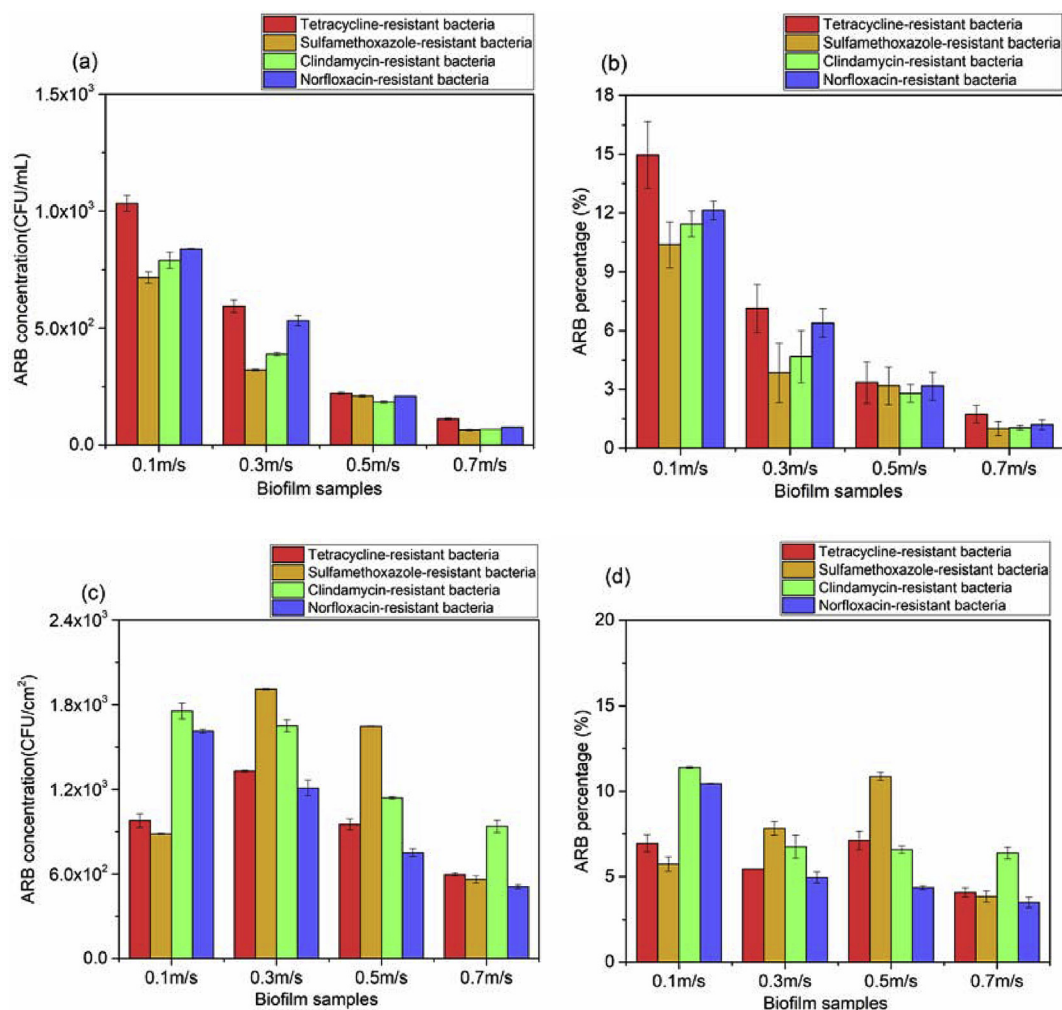 (a)
Tetracycline-resistant bacteria
Sulfamethoxazole-resistant bacteria
Clindamycin-resistant bacteria
Norfloxacin-resistant bacteria
ARB concentration(CFU/mL)
1.5x10³
1.0x10³
5.0x10²
0.0
0.1m/s 0.3m/s 0.5m/s 0.7m/s
Biofilm samples
(b)
Tetracycline-resistant bacteria
Sulfamethoxazole-resistant bacteria
Clindamycin-resistant bacteria
Norfloxacin-resistant bacteria
ARB percentage (%)
18
15
12
9
6
3
0
0.1m/s 0.3m/s 0.5m/s 0.7m/s
Biofilm samples
(c)
Tetracycline-resistant bacteria
Sulfamethoxazole-resistant bacteria
Clindamycin-resistant bacteria
Norfloxacin-resistant bacteria
ARB concentration(CFU/cm²)
2.4x10³
1.8x10³
1.2x10³
6.0x10²
0.0
0.1m/s 0.3m/s 0.5m/s 0.7m/s
Biofilm samples
(d)
Tetracycline-resistant bacteria
Sulfamethoxazole-resistant bacteria
Clindamycin-resistant bacteria
Norfloxacin-resistant bacteria
ARB percentage (%)
20
15
10
5
0
0.1m/s 0.3m/s 0.5m/s 0.7m/s
Biofilm samples